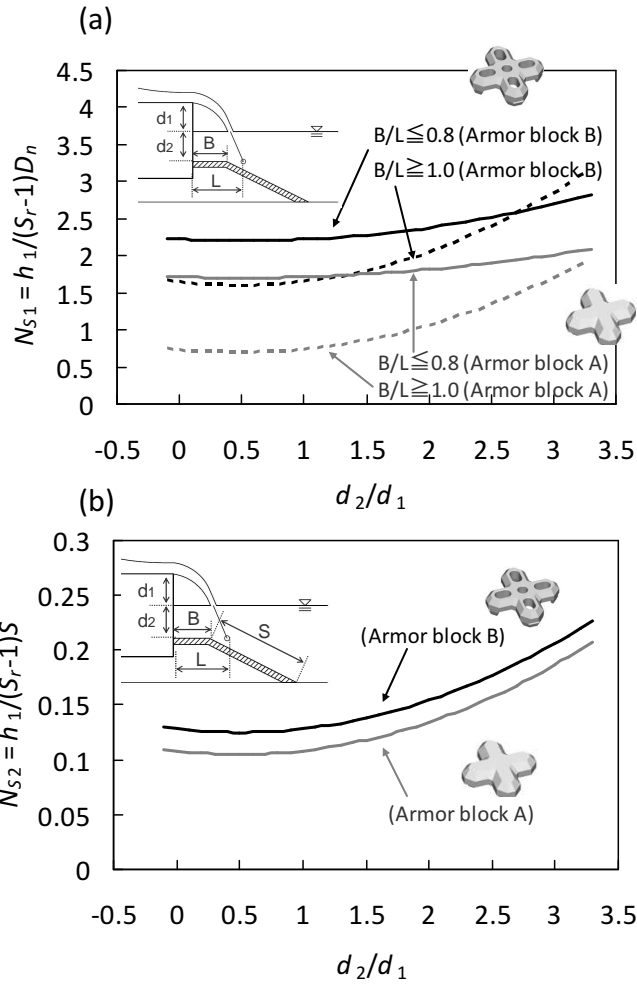 (a)
4.5
4
3.5
3
2.5
2
1.5
1
0.5
0
N_{S1} = h_1/(S_r-1)D_n
d1
d2
B
L
B/L≦0.8 (Armor block B)
B/L≧1.0 (Armor block B)
B/L≦0.8 (Armor block A)
B/L≧1.0 (Armor block A)
-0.5 0 0.5 1 1.5 2 2.5 3 3.5
d_2/d_1
(b)
0.3
0.25
0.2
0.15
0.1
0.05
0
N_{S2} = h_1/(S_r-1)S
d1
d2
B
S
L
(Armor block B)
(Armor block A)
-0.5 0 0.5 1 1.5 2 2.5 3 3.5
d_2/d_1